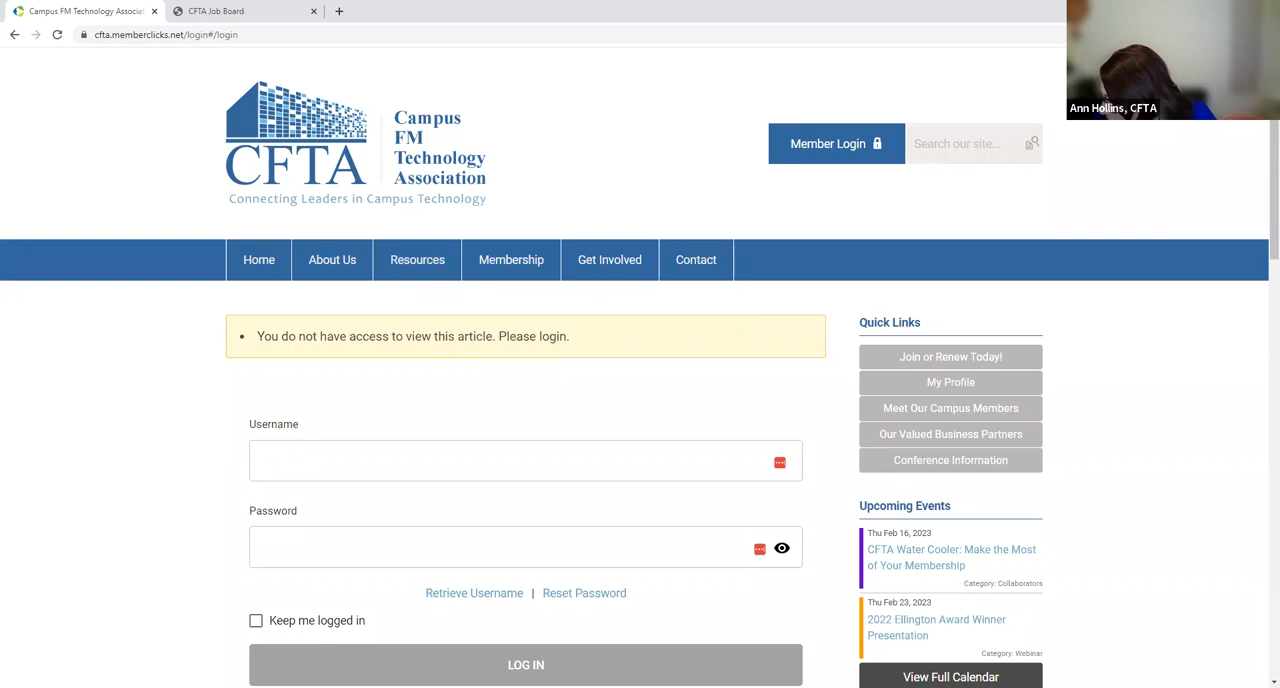 Campus FM Technology Associat
CFTA Job Board
cfta.memberclicks.net/login#/login
Ann Hollins, CFTA
CFTA
Campus
FM
Technology
Association
Connecting Leaders in Campus Technology
Member Login
Search our site...
Home
About Us
Resources
Membership
Get Involved
Contact
You do not have access to view this article. Please login.
Username
Password
Retrieve Username | Reset Password
Keep me logged in
LOG IN
Quick Links
Join or Renew Today!
My Profile
Meet Our Campus Members
Our Valued Business Partners
Conference Information
Upcoming Events
Thu Feb 16, 2023
CFTA Water Cooler: Make the Most
of Your Membership
Category: Collaborators
Thu Feb 23, 2023
2022 Ellington Award Winner
Presentation
Category: Webinar
View Full Calendar